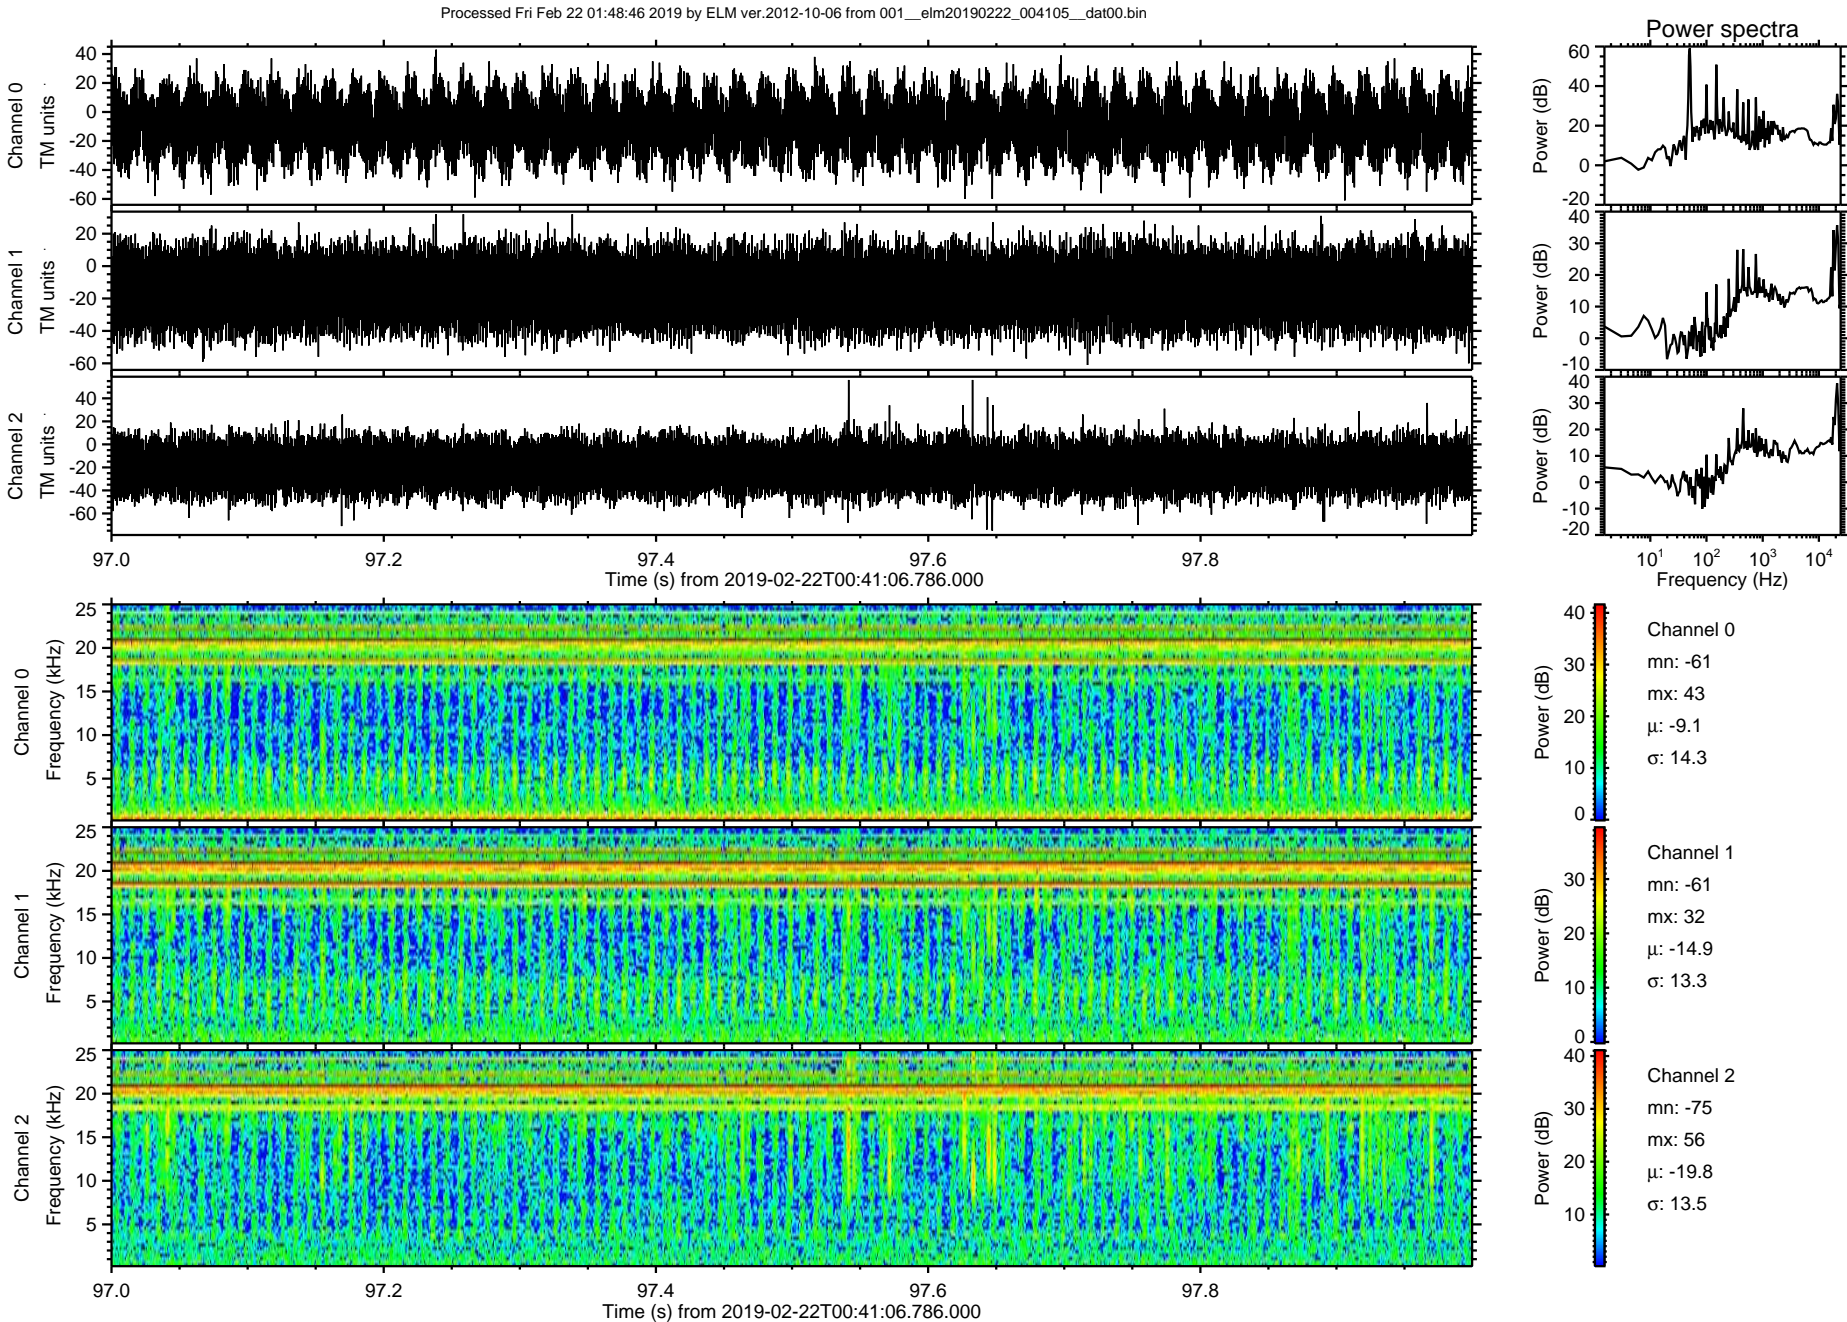 Processed Fri Feb 22 01:48:46 2019 by ELM ver.2012-10-06 from 001__elm20190222_004105__dat00.bin
Power spectra
Channel 0
TM units
40
20
0
-20
-40
-60
Power (dB)
60
40
20
0
-20
Channel 1
TM units
20
0
-20
-40
-60
Power (dB)
40
30
20
10
0
-10
Channel 2
TM units
40
20
0
-20
-40
-60
Power (dB)
40
30
20
10
0
-10
-20
97.0 97.2 97.4 97.6 97.8
Time (s) from 2019-02-22T00:41:06.786.000
10^1 10^2 10^3 10^4
Frequency (Hz)
Channel 0
Frequency (kHz)
25
20
15
10
5
Power (dB)
40
30
20
10
0
Channel 0
mn: -61
mx: 43
μ: -9.1
σ: 14.3
Channel 1
Frequency (kHz)
25
20
15
10
5
Power (dB)
30
20
10
0
Channel 1
mn: -61
mx: 32
μ: -14.9
σ: 13.3
Channel 2
Frequency (kHz)
25
20
15
10
5
Power (dB)
40
30
20
10
Channel 2
mn: -75
mx: 56
μ: -19.8
σ: 13.5
97.0 97.2 97.4 97.6 97.8
Time (s) from 2019-02-22T00:41:06.786.000